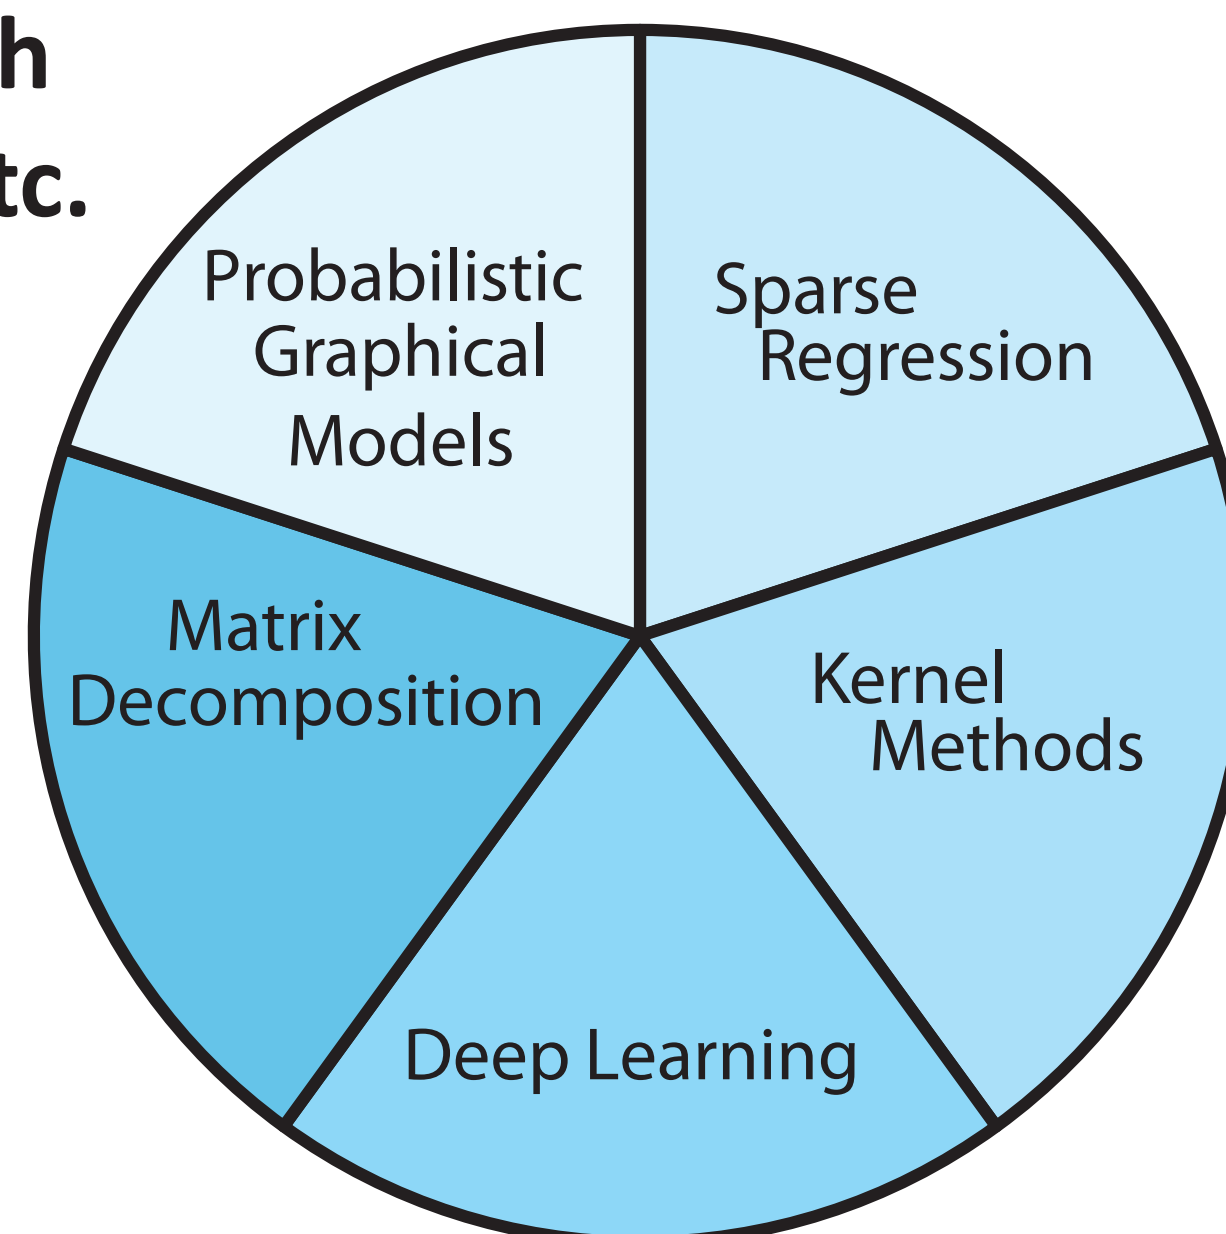 h
tc.
Probabilistic
Graphical
Models
Sparse
Regression
Matrix
Decomposition
Kernel
Methods
Deep Learning